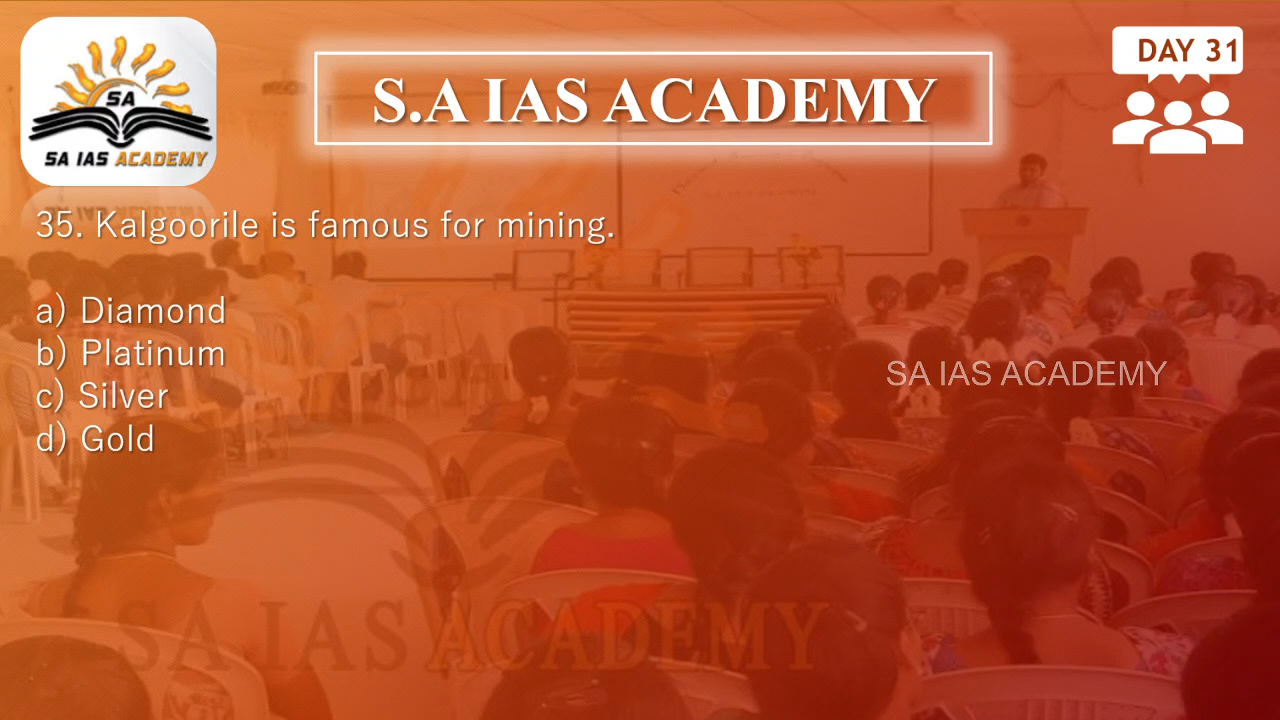 SA
SA IAS ACADEMY
S.A IAS ACADEMY
DAY 31
35. Kalgoorile is famous for mining.
a) Diamond
b) Platinum
c) Silver
d) Gold
SA IAS ACADEMY
SA IAS ACADEMY